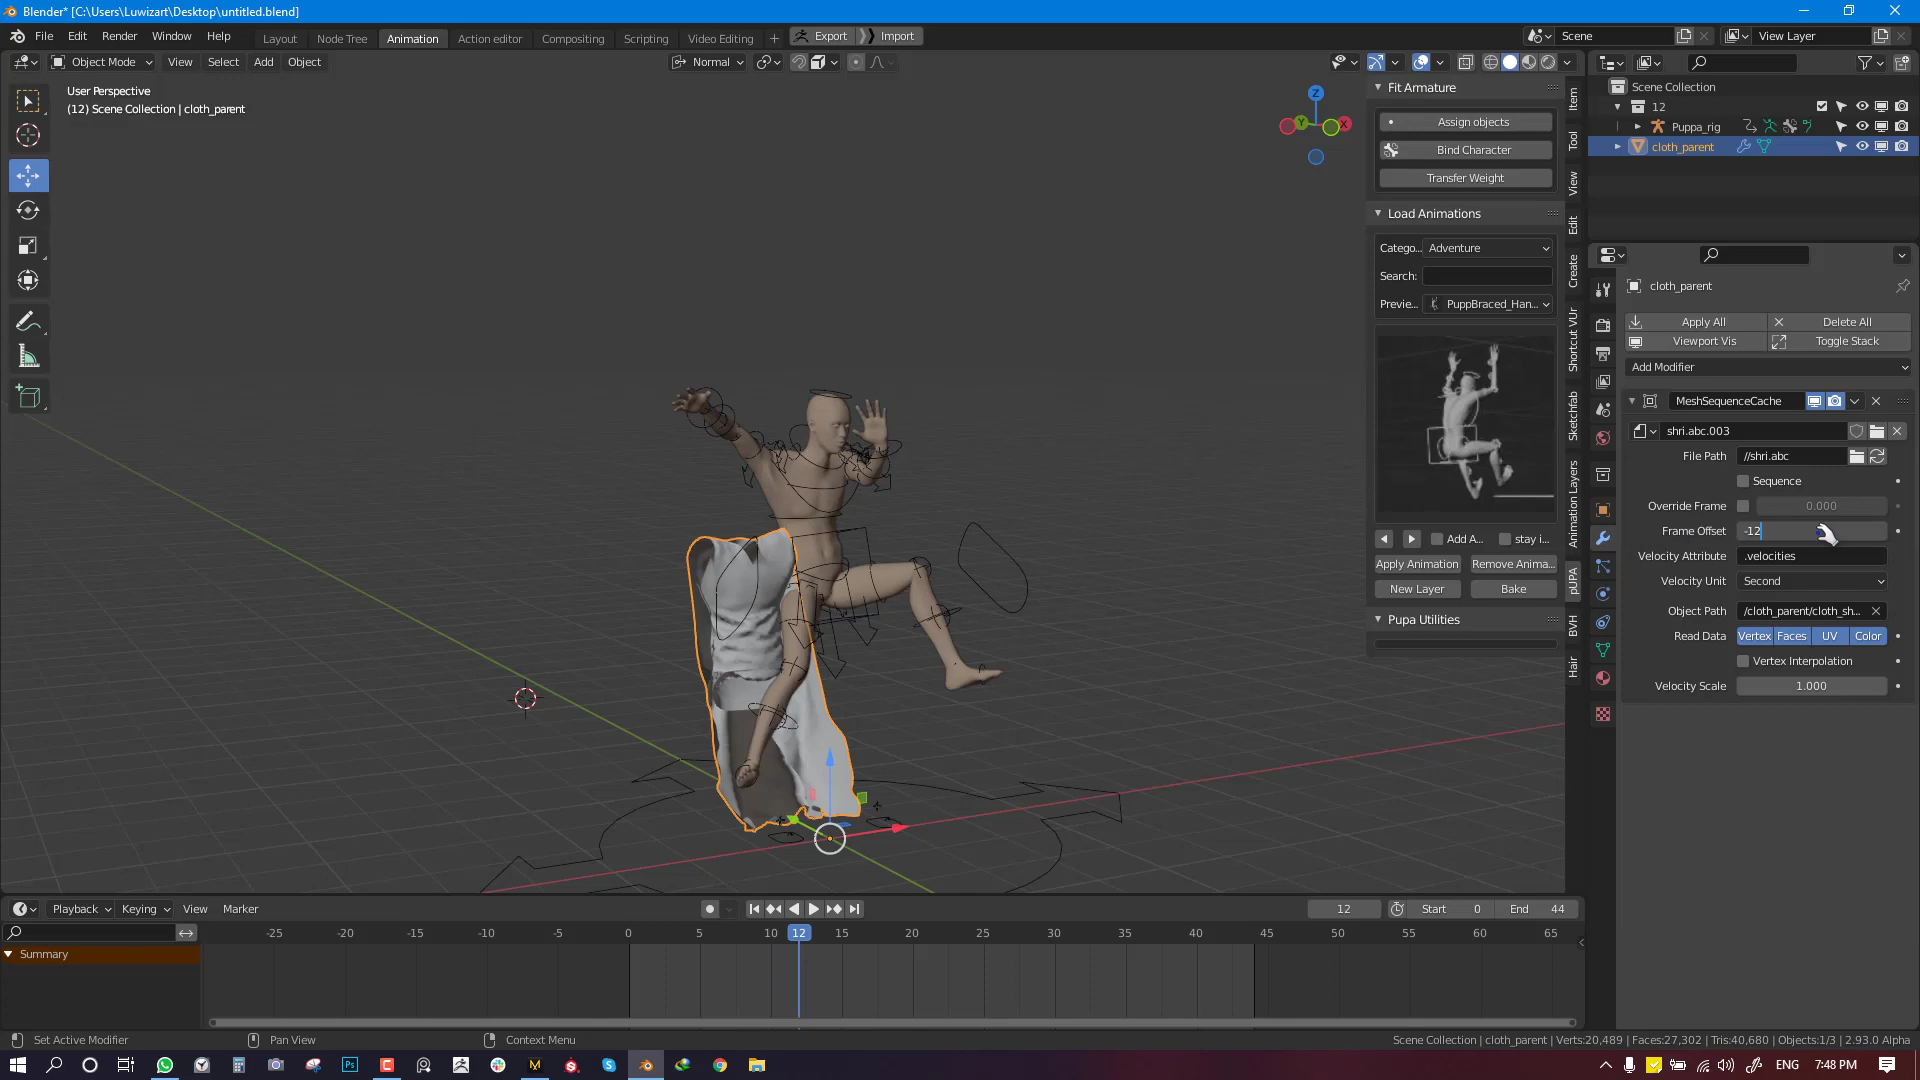 Blender* [C:\Users\Luwizart\Desktop\untitled.blend]
File Edit Render Window Help Layout Node Tree Animation Action editor Compositing Scripting Video Editing + Export Import Scene View Layer
Object Mode View Select Add Object Normal
User Perspective
(12) Scene Collection | cloth_parent
Z
Y
X
Fit Armature
Assign objects
Bind Character
Transfer Weight
Load Animations
Catego... Adventure
Search:
Previe... PuppBraced_Han...
Add A... stay i...
Apply Animation Remove Anima...
New Layer Bake
Pupa Utilities
Item
Tool
View
Edit
Create
Shortcut VUr
Sketchfab
Animation Layers
pUPA
BVH
Hair
Scene Collection
12
Puppa_rig
cloth_parent
cloth_parent
Apply All Delete All
Viewport Vis Toggle Stack
Add Modifier
MeshSequenceCache
shri.abc.003
File Path //shri.abc
Sequence
Override Frame 0.000
Frame Offset -12
Velocity Attribute .velocities
Velocity Unit Second
Object Path /cloth_parent/cloth_sh...
Read Data Vertex Faces UV Color
Vertex Interpolation
Velocity Scale 1.000
Playback Keying View Marker 12 Start 0 End 44
-25 -20 -15 -10 -5 0 5 10 12 15 20 25 30 35 40 45 50 55 60 65
Summary
Set Active Modifier Pan View Context Menu Scene Collection | cloth_parent | Verts:20,489 | Faces:27,302 | Tris:40,680 | Objects:1/3 | 2.93.0 Alpha
Ps ENG 7:48 PM